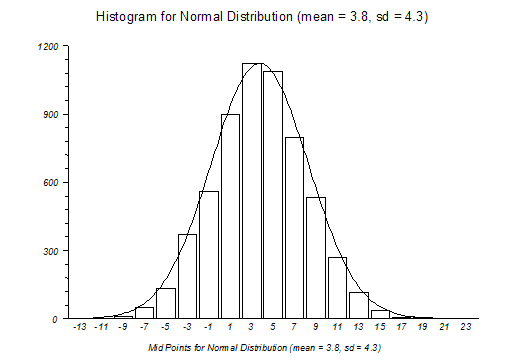 Histogram for Normal Distribution (mean = 3.8, sd = 4.3)
1200
900
600
300
0
-13 -11 -9 -7 -5 -3 -1 1 3 5 7 9 11 13 15 17 19 21 23
Mid Points for Normal Distribution (mean = 3.8, sd = 4.3)